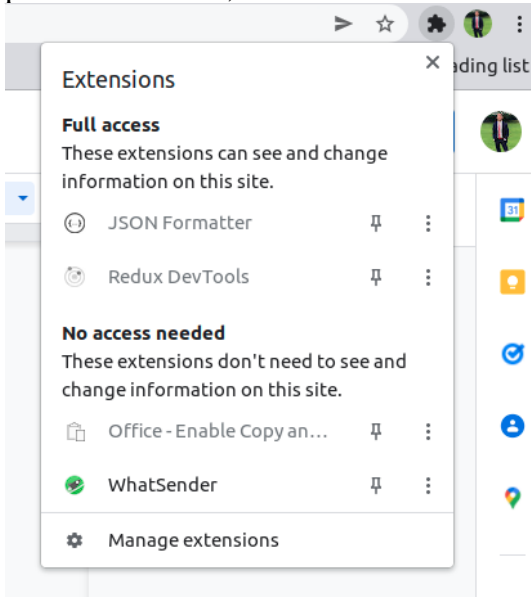 ading list
Extensions
Full access
These extensions can see and change
information on this site.
JSON Formatter
Redux DevTools
No access needed
These extensions don't need to see and
change information on this site.
Office - Enable Copy an...
WhatSender
Manage extensions
31